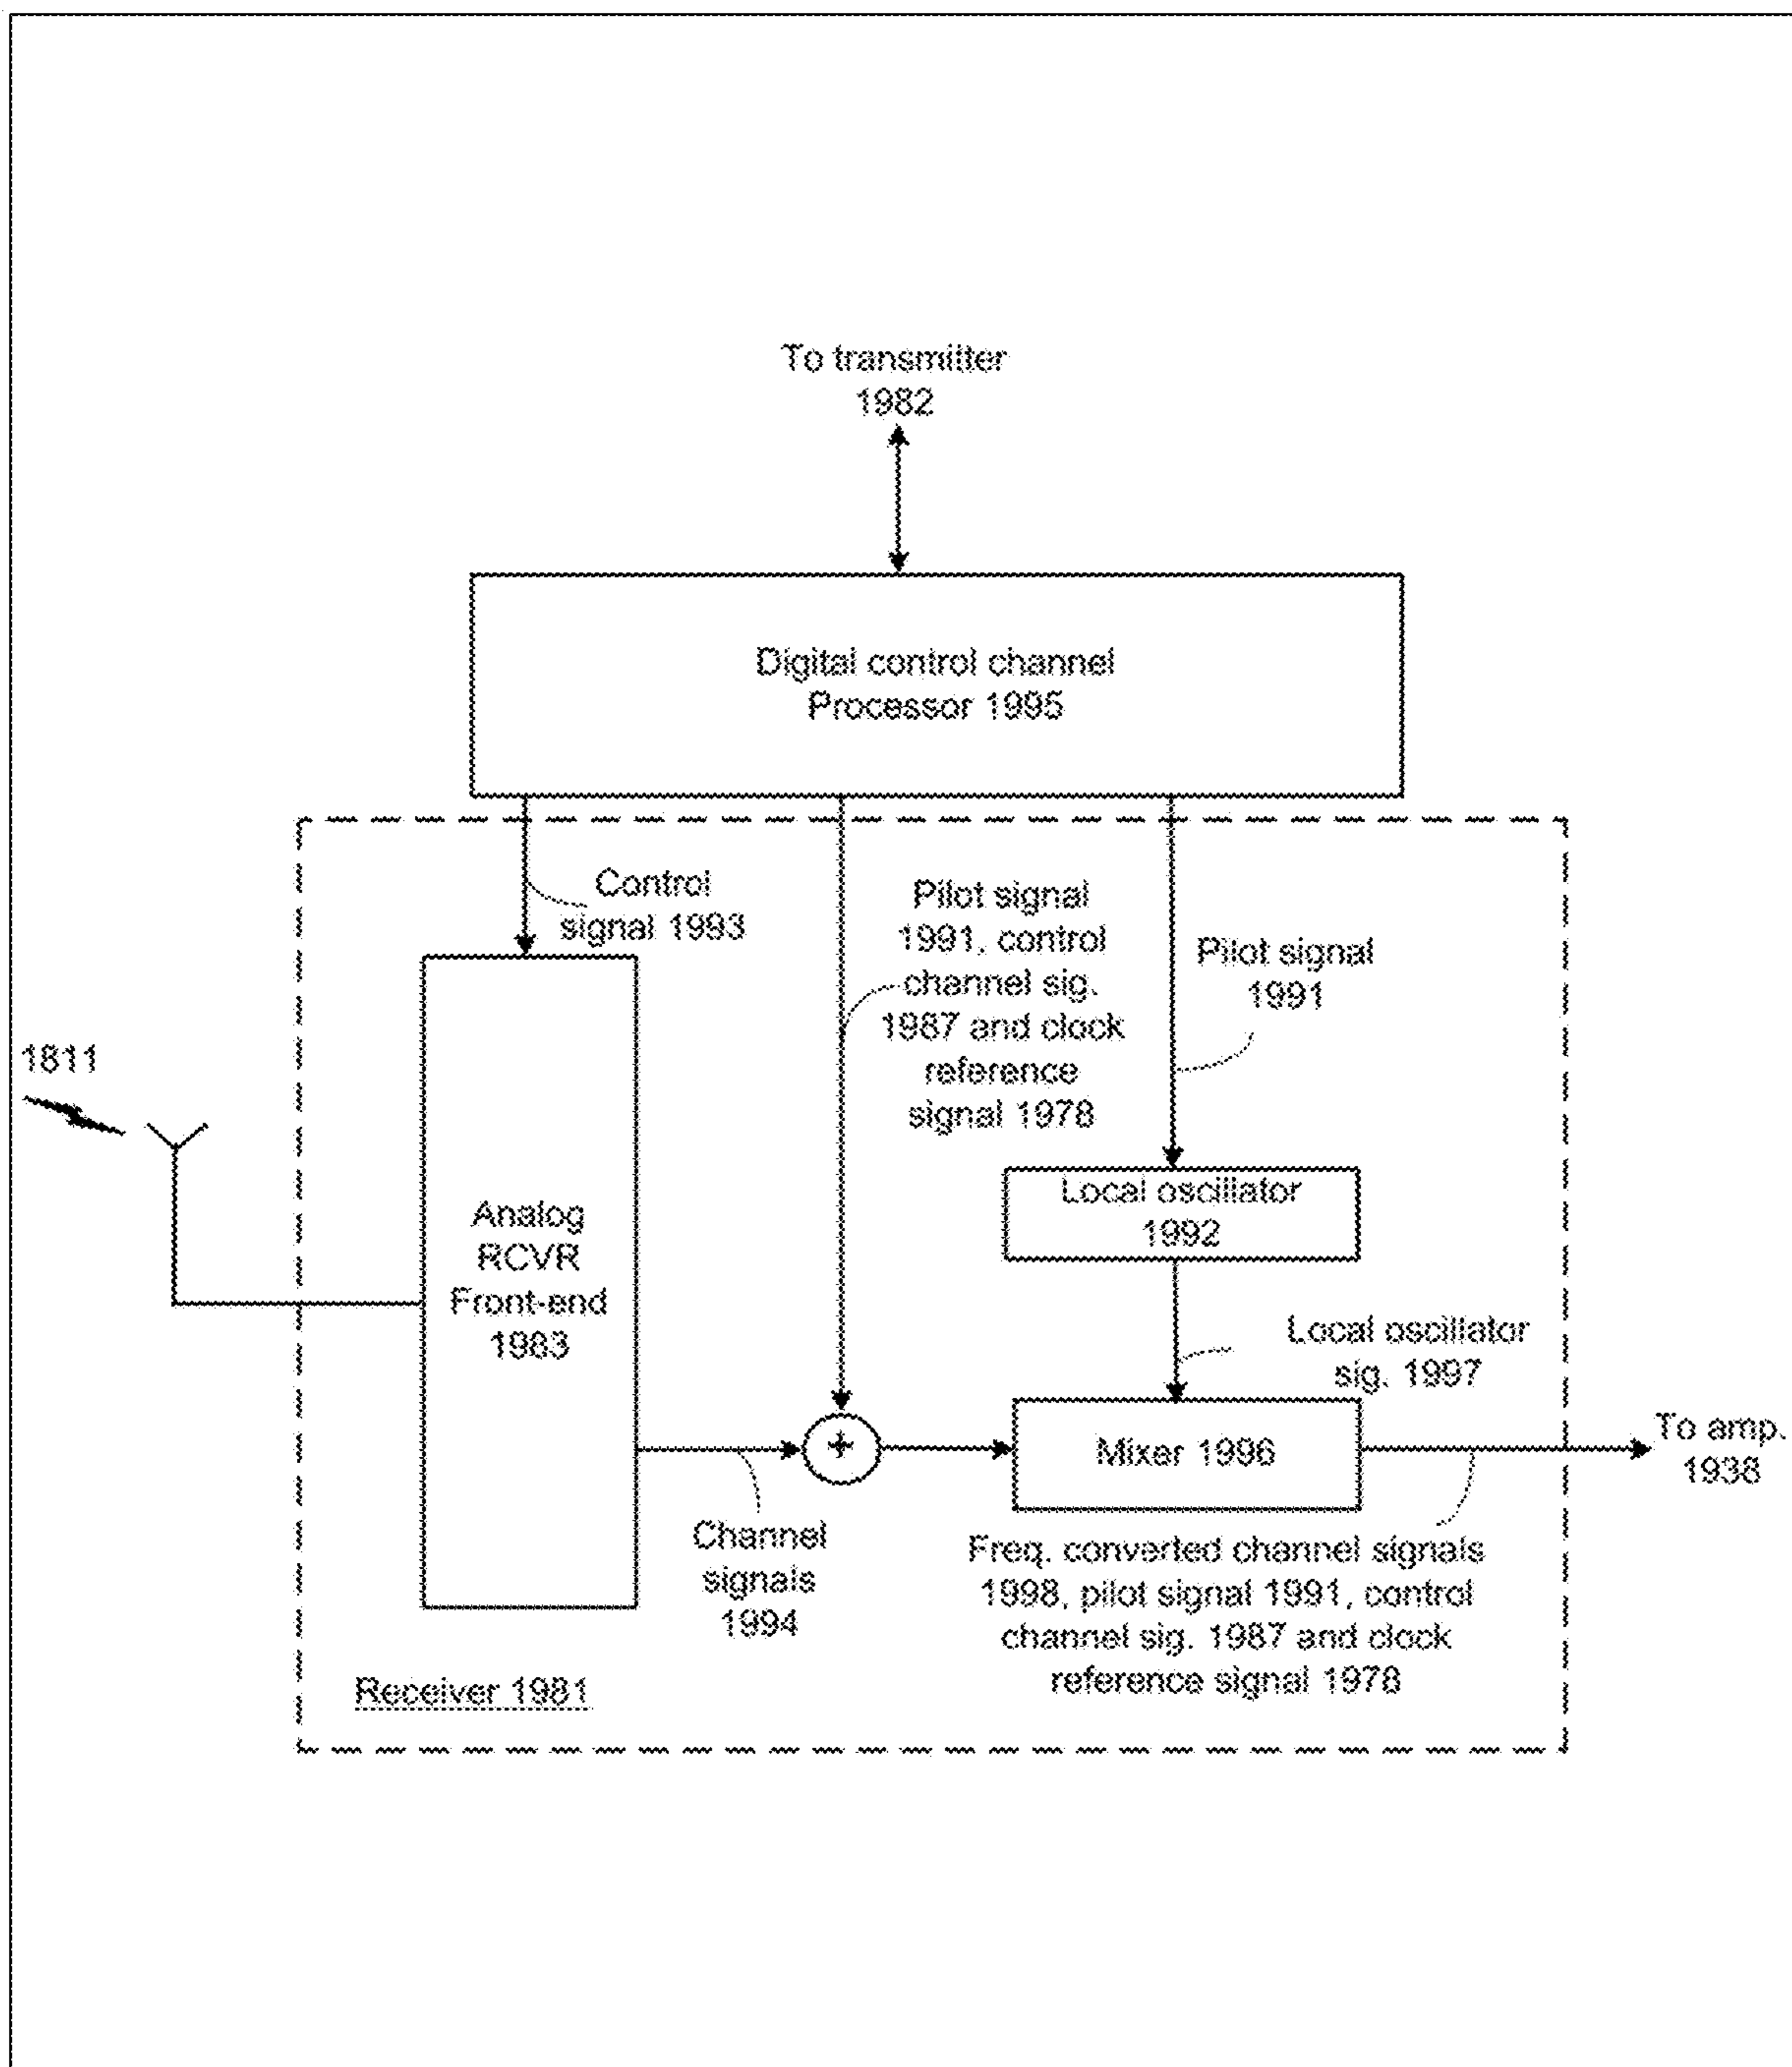 To transmitter
1982
Digital control channel
Processor 1995
Control
signal 1993
Pilot signal
1991, control
channel sig.
1987 and clock
reference
signal 1978
Pilot signal
1991
1811
Local oscillator
1992
Analog
RCVR
Front-end
1983
Local oscillator
sig. 1997
+
Mixer 1996
To amp.
1938
Channel
signals
1994
Freq. converted channel signals
1998, pilot signal 1991, control
channel sig. 1987 and clock
reference signal 1978
Receiver 1981